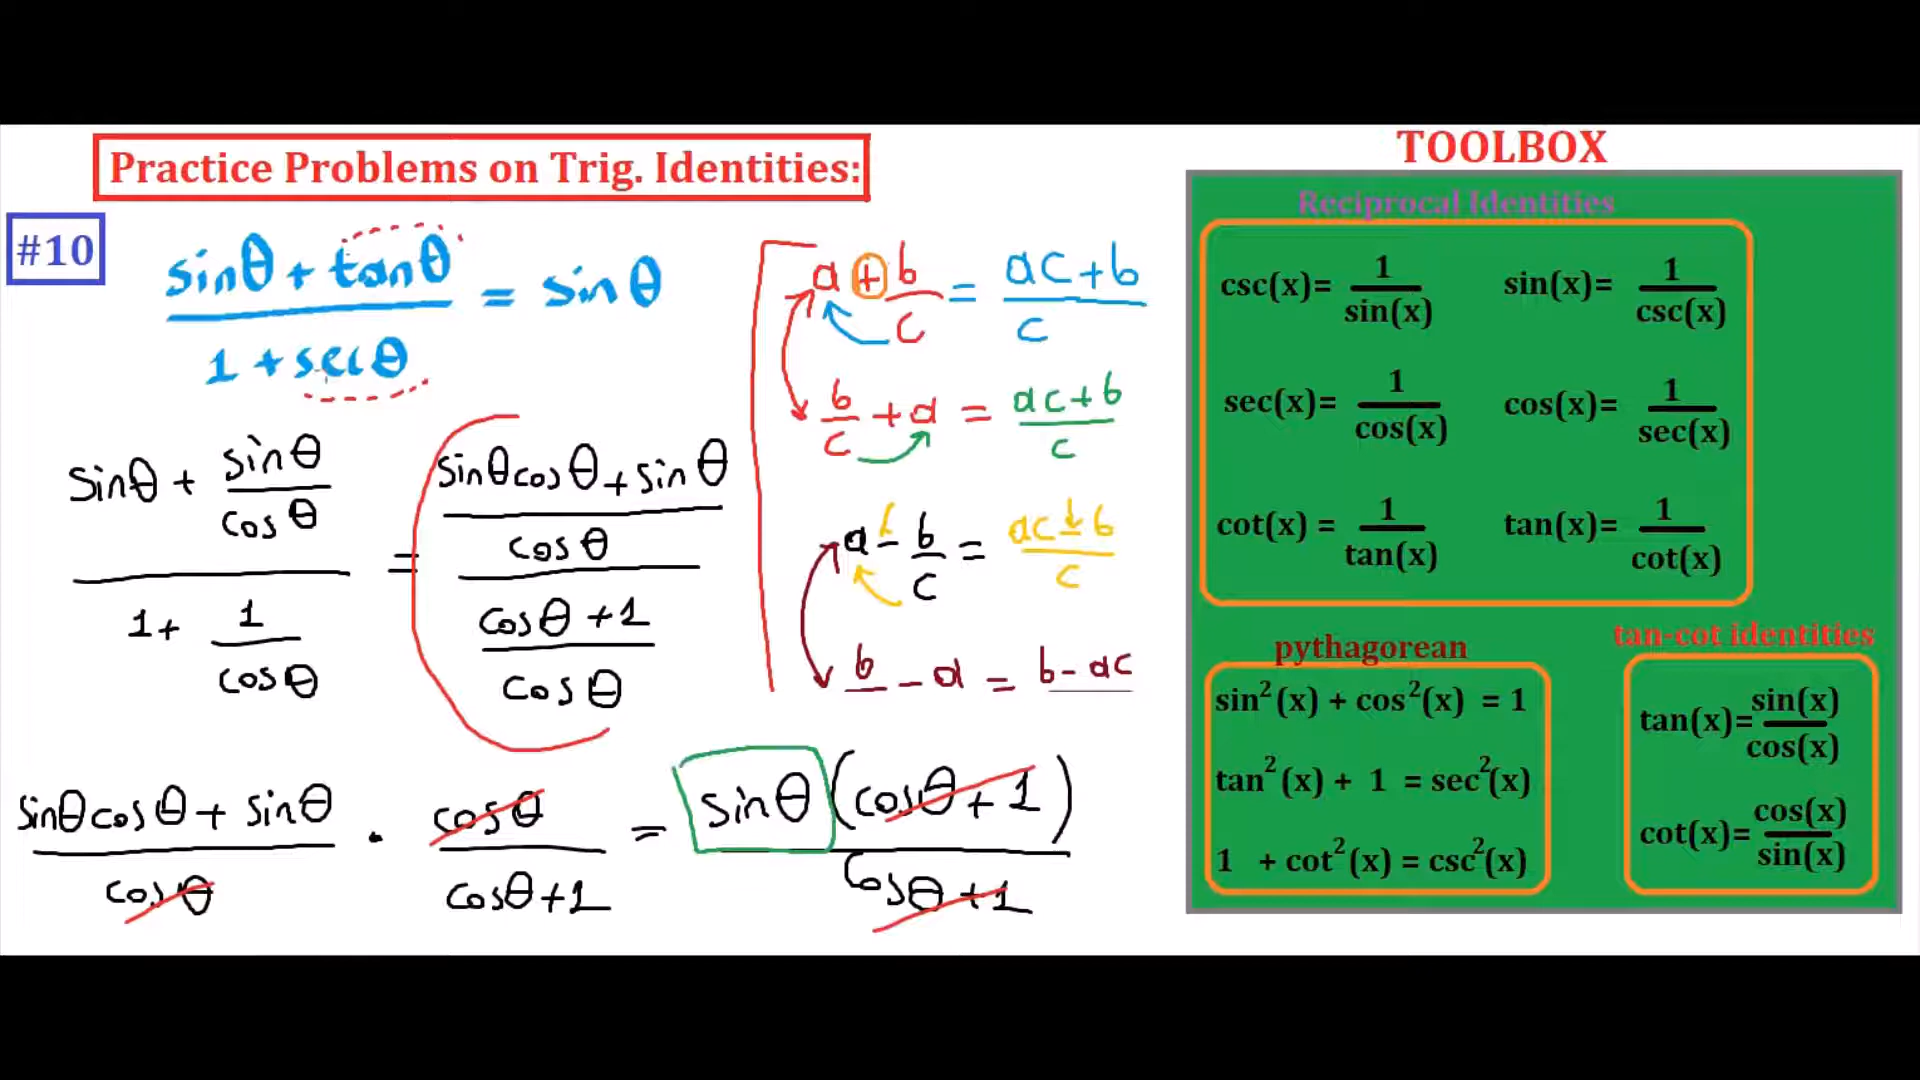 Practice Problems on Trig. Identities:
#10
(sinθ + tanθ)/(1 + secθ) = sinθ
(sinθ + sinθ/cosθ)/(1 + 1/cosθ) = ((sinθcosθ + sinθ)/cosθ)/((cosθ + 1)/cosθ)
(sinθcosθ + sinθ)/cosθ · cosθ/(cosθ + 1) = sinθ(cosθ + 1)/(cosθ + 1)
a + b/c = (ac + b)/c
b/c + a = (ac + b)/c
a - b/c = (ac - b)/c
b/ - a = b - ac/
TOOLBOX
Reciprocal Identities
csc(x)= 1/sin(x) sin(x)= 1/csc(x)
sec(x)= 1/cos(x) cos(x)= 1/sec(x)
cot(x) = 1/tan(x) tan(x)= 1/cot(x)
pythagorean
sin²(x) + cos²(x) = 1
tan²(x) + 1 = sec²(x)
1 + cot²(x) = csc²(x)
tan-cot identities
tan(x)= sin(x)/cos(x)
cot(x)= cos(x)/sin(x)